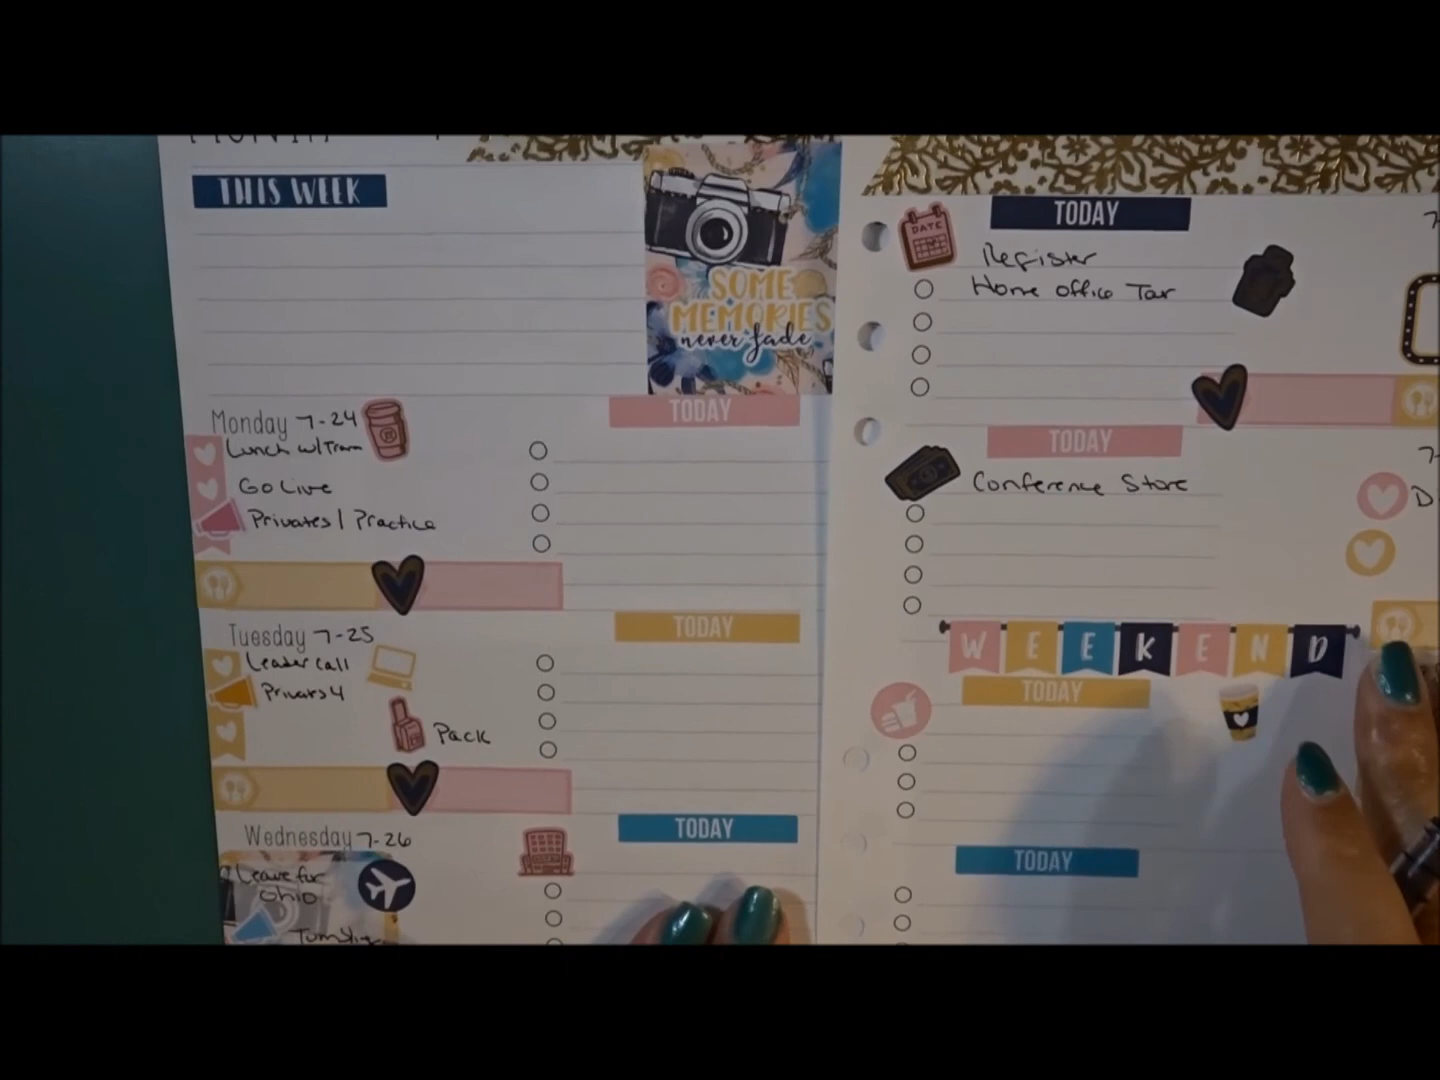 THIS WEEK
SOME
MEMORIES
never fade
Monday 7-24
TODAY
Lunch w/
Go Live
Privates / Practice
Tuesday 7-25
TODAY
Leader call
Privates 4
Pack
Wednesday 7-26
TODAY
Leave for
Ohio
DATE
TODAY
Register
Home office Tour
TODAY
Conference Store
WEEKEND
TODAY
TODAY